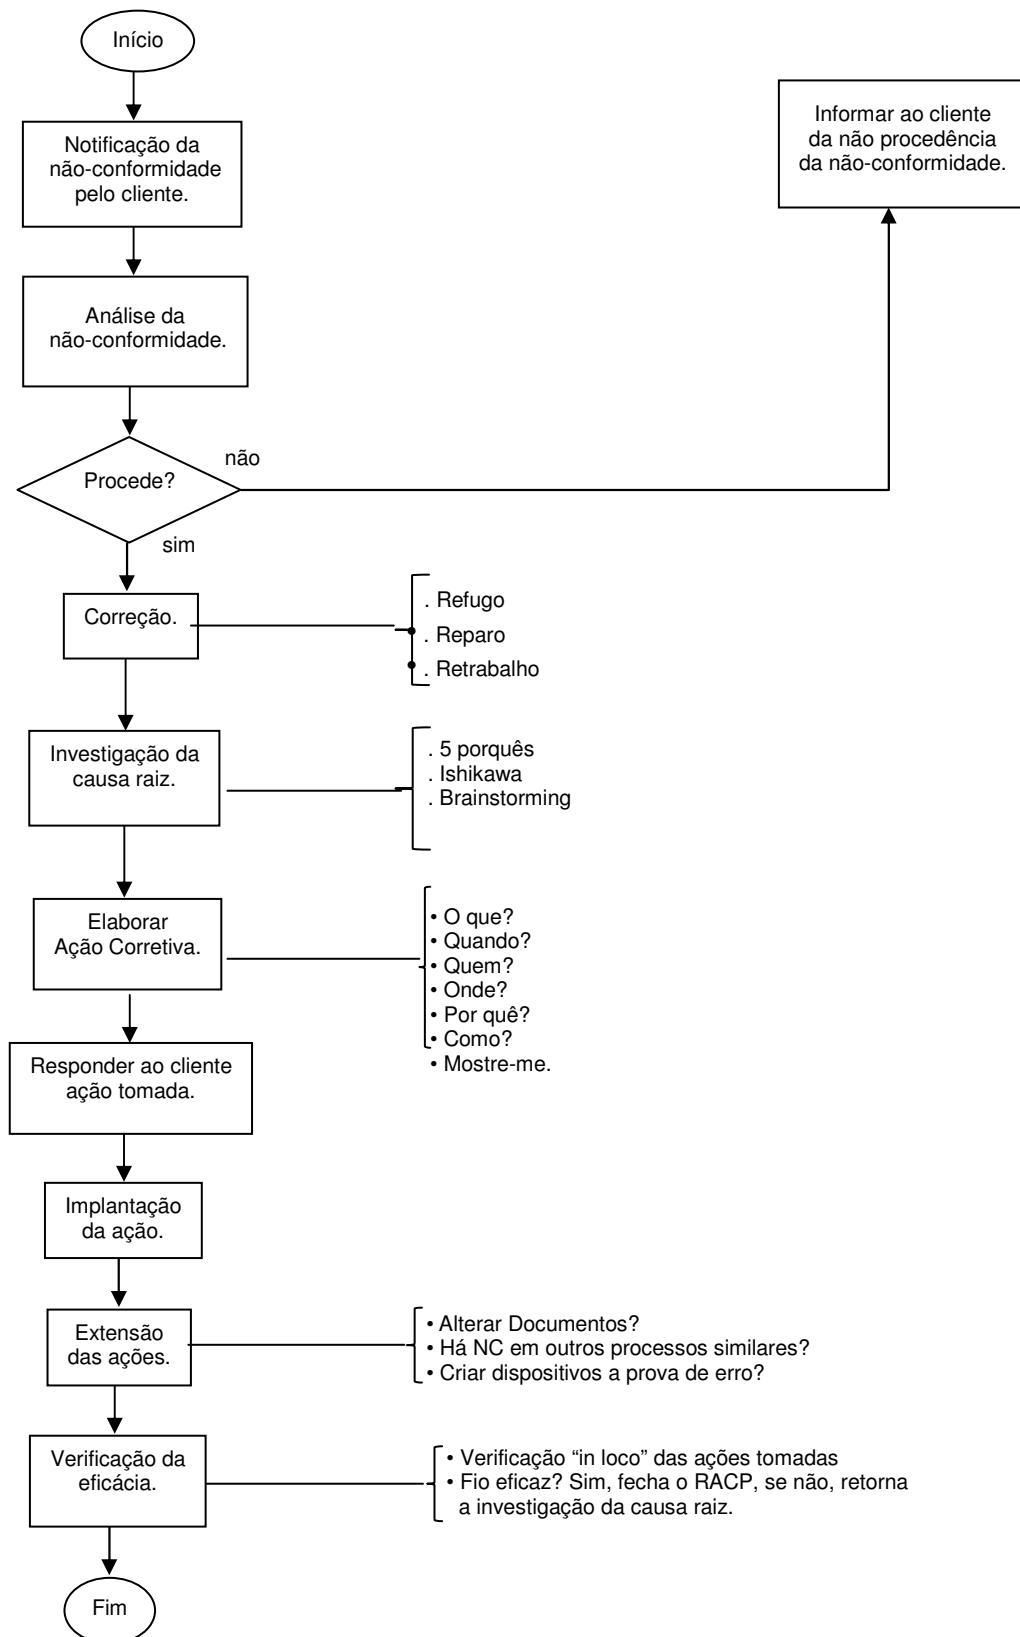 Início
Notificação da
não-conformidade
pelo cliente.
Informar ao cliente
da não procedência
da não-conformidade.
Análise da
não-conformidade.
Procede?
não
sim
Correção.
. Refugo
. Reparo
. Retrabalho
Investigação da
causa raiz.
. 5 porquês
. Ishikawa
. Brainstorming
Elaborar
Ação Corretiva.
• O que?
• Quando?
• Quem?
• Onde?
• Por quê?
• Como?
• Mostre-me.
Responder ao cliente
ação tomada.
Implantação
da ação.
Extensão
das ações.
• Alterar Documentos?
• Há NC em outros processos similares?
• Criar dispositivos a prova de erro?
Verificação da
eficácia.
• Verificação “in loco” das ações tomadas
• Fio eficaz? Sim, fecha o RACP, se não, retorna
a investigação da causa raiz.
Fim